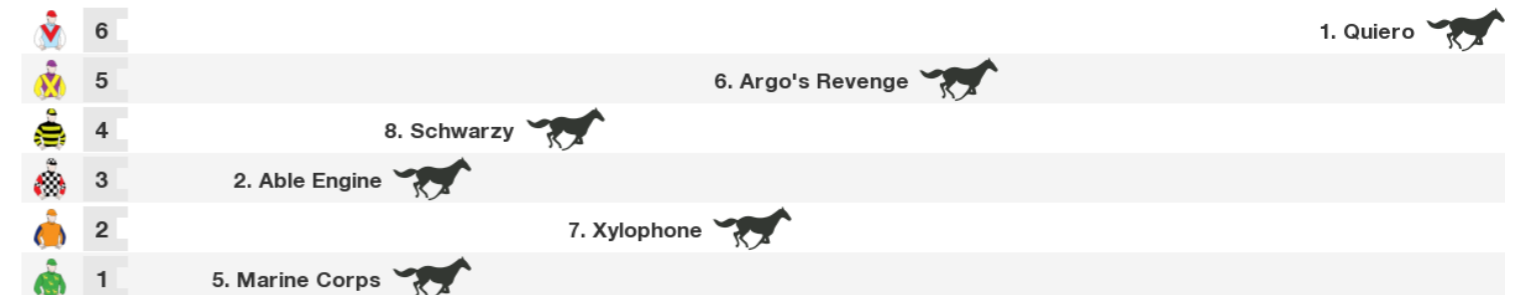 6 1. Quiero
5 6. Argo's Revenge
4 8. Schwarzy
3 2. Able Engine
2 7. Xylophone
1 5. Marine Corps